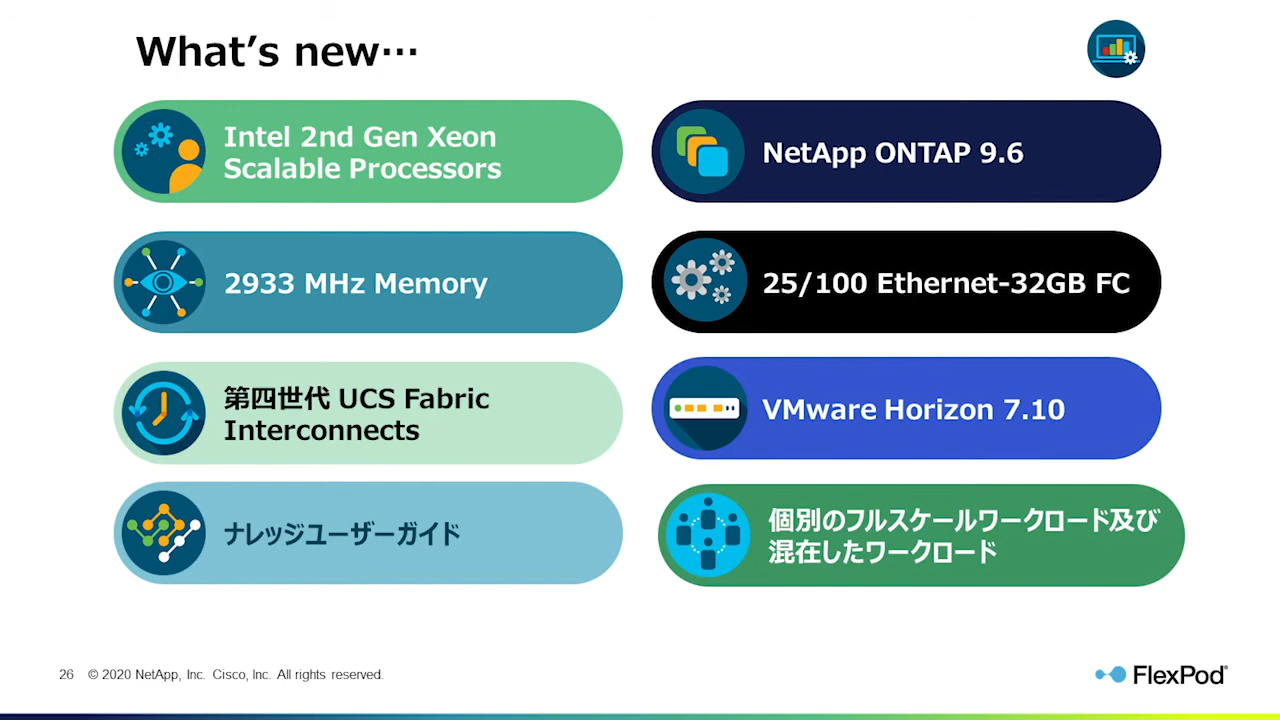 What's new…
Intel 2nd Gen Xeon
Scalable Processors
NetApp ONTAP 9.6
2933 MHz Memory
25/100 Ethernet-32GB FC
第四世代 UCS Fabric
Interconnects
VMware Horizon 7.10
ナレッジユーザーガイド
個別のフルスケールワークロード及び
混在したワークロード
26 © 2020 NetApp, Inc. Cisco, Inc. All rights reserved.
FlexPod